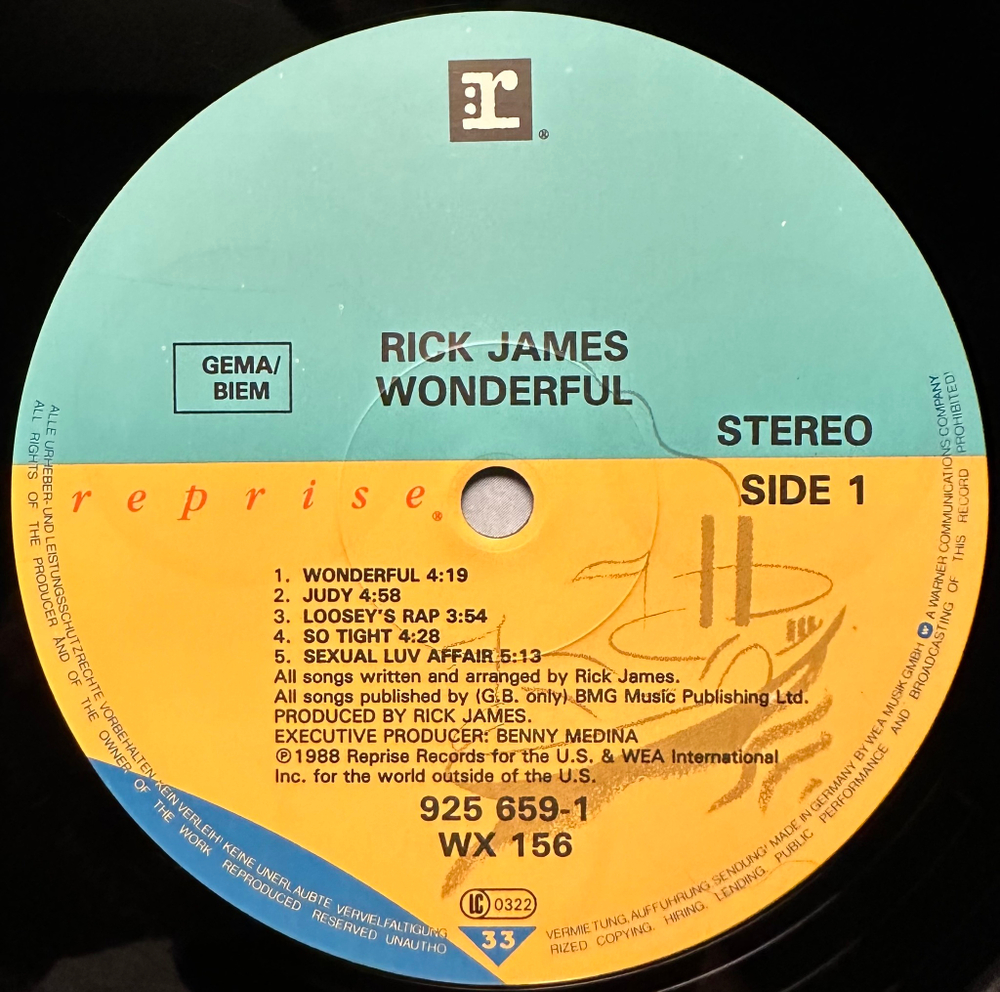 r®
RICK JAMES
WONDERFUL
GEMA/
BIEM
STEREO
SIDE 1
reprise®
1. WONDERFUL 4:19
2. JUDY 4:58
3. LOOSEY'S RAP 3:54
4. SO TIGHT 4:28
5. SEXUAL LUV AFFAIR 5:13
All songs written and arranged by Rick James.
All songs published by (G.B. only) BMG Music Publishing Ltd.
PRODUCED BY RICK JAMES.
EXECUTIVE PRODUCER: BENNY MEDINA
℗1988 Reprise Records for the U.S. & WEA International
Inc. for the world outside of the U.S.
925 659-1
WX 156
LC 0322
33
ALLE URHEBER- UND LEISTUNGSSCHUTZRECHTE VORBEHALTEN. KEIN VERLEIH! KEINE UNERLAUBTE VERVIELFÄLTIGUNG, VERMIETUNG, AUFFÜHRUNG, SENDUNG! MADE IN GERMANY BY WEA MUSIK GMBH W A WARNER COMMUNICATIONS COMPANY
ALL RIGHTS OF THE PRODUCER AND OF THE OWNER OF THE WORK REPRODUCED RESERVED UNAUTHORIZED COPYING, HIRING, LENDING, PUBLIC PERFORMANCE AND BROADCASTING OF THIS RECORD PROHIBITED!